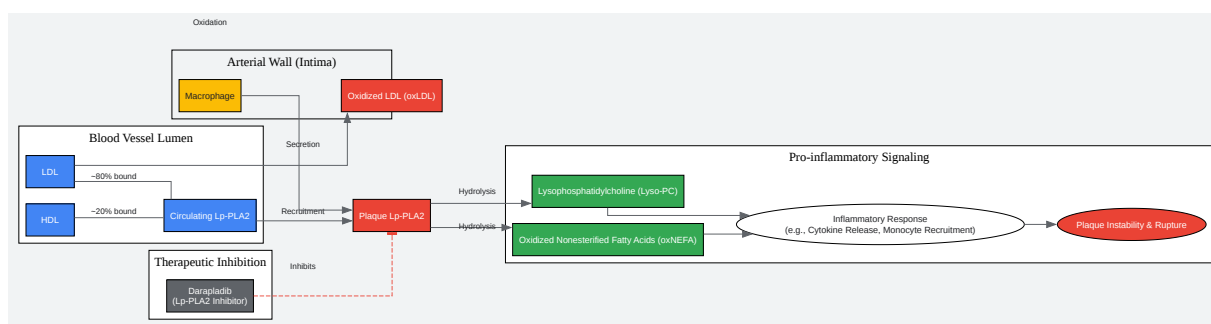 Oxidation
Arterial Wall (Intima)
Macrophage
Oxidized LDL (oxLDL)
Blood Vessel Lumen
Secretion
LDL
~80% bound
HDL
~20% bound
Circulating Lp-PLA2
Recruitment
Plaque Lp-PLA2
Hydrolysis
Hydrolysis
Pro-inflammatory Signaling
Lysophosphatidylcholine (Lyso-PC)
Oxidized Nonesterified Fatty Acids (oxNEFA)
Inflammatory Response
(e.g., Cytokine Release, Monocyte Recruitment)
Plaque Instability & Rupture
Therapeutic Inhibition
Inhibits
Darapladib
(Lp-PLA2 Inhibitor)